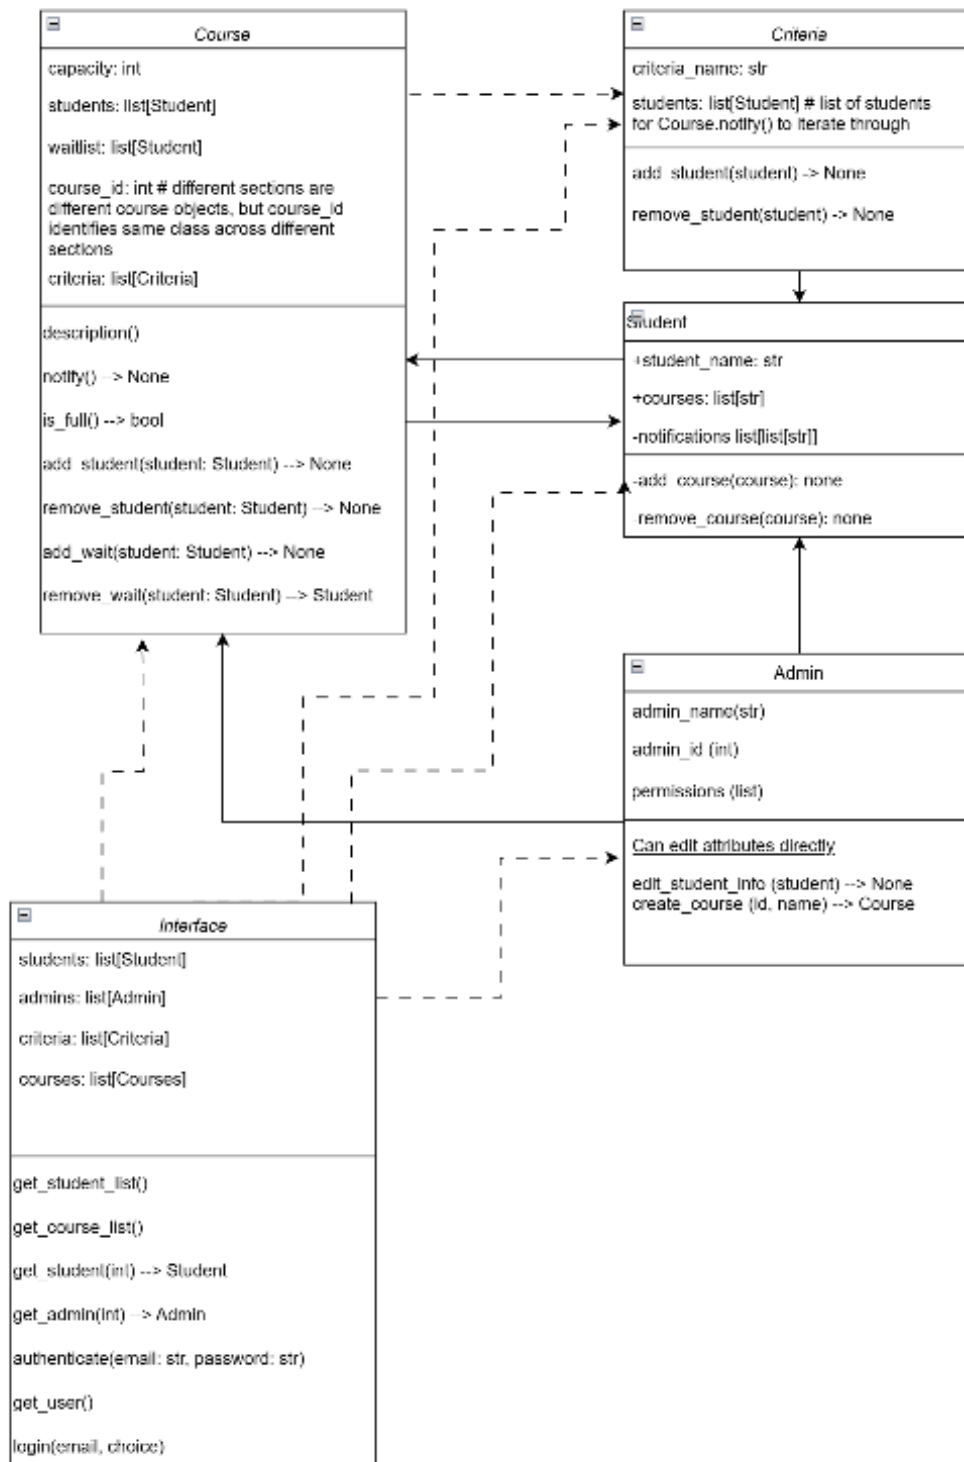 Course
capacity: int
students: list[Student]
waitlist: list[Student]
course_id: int # different sections are
different course objects, but course_id
identifies same class across different
sections
criteria: list[Criteria]
description()
notify() --> None
is_full() --> bool
add_student(student: Student) --> None
remove_student(student: Student) --> None
add_wait(student: Student) --> None
remove_wait(student: Student) --> Student
Criteria
criteria_name: str
students: list[Student] # list of students
for Course.notify() to iterate through
add_student(student) -> None
remove_student(student) -> None
Student
+student_name: str
+courses: list[str]
-notifications list[list[str]]
-add_course(course): none
-remove_course(course): none
Admin
admin_name(str)
admin_id (int)
permissions (list)
Can edit attributes directly
edit_student_info (student) --> None
create_course (id, name) --> Course
Interface
students: list[Student]
admins: list[Admin]
criteria: list[Criteria]
courses: list[Courses]
get_student_list()
get_course_list()
get_student(int) --> Student
get_admin(int) --> Admin
authenticate(email: str, password: str)
get_user()
login(email, choice)